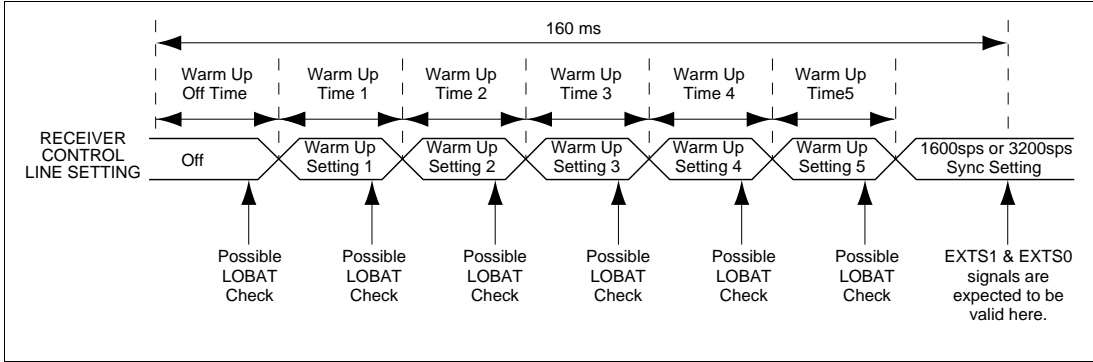 160 ms
Warm Up
Off Time
Warm Up
Time 1
Warm Up
Time 2
Warm Up
Time 3
Warm Up
Time 4
Warm Up
Time5
RECEIVER
CONTROL
LINE SETTING
Off
Warm Up
Setting 1
Warm Up
Setting 2
Warm Up
Setting 3
Warm Up
Setting 4
Warm Up
Setting 5
1600sps or 3200sps
Sync Setting
Possible
LOBAT
Check
Possible
LOBAT
Check
Possible
LOBAT
Check
Possible
LOBAT
Check
Possible
LOBAT
Check
Possible
LOBAT
Check
EXTS1 & EXTS0
signals are
expected to be
valid here.